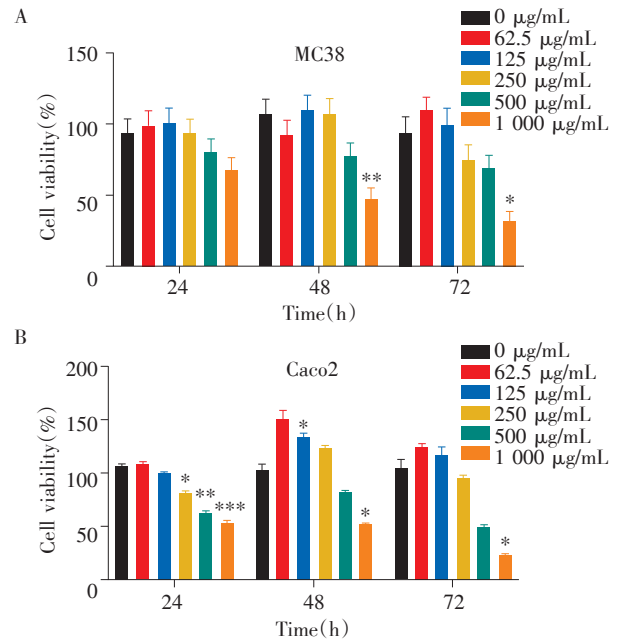 A
MC38
0 μg/mL
62.5 μg/mL
125 μg/mL
250 μg/mL
500 μg/mL
1 000 μg/mL
150
100
50
0
Cell viability(%)
**
*
24
48
72
Time(h)
B
Caco2
0 μg/mL
62.5 μg/mL
125 μg/mL
250 μg/mL
500 μg/mL
1 000 μg/mL
200
150
100
50
0
Cell viability(%)
*
**
***
*
*
*
24
48
72
Time(h)